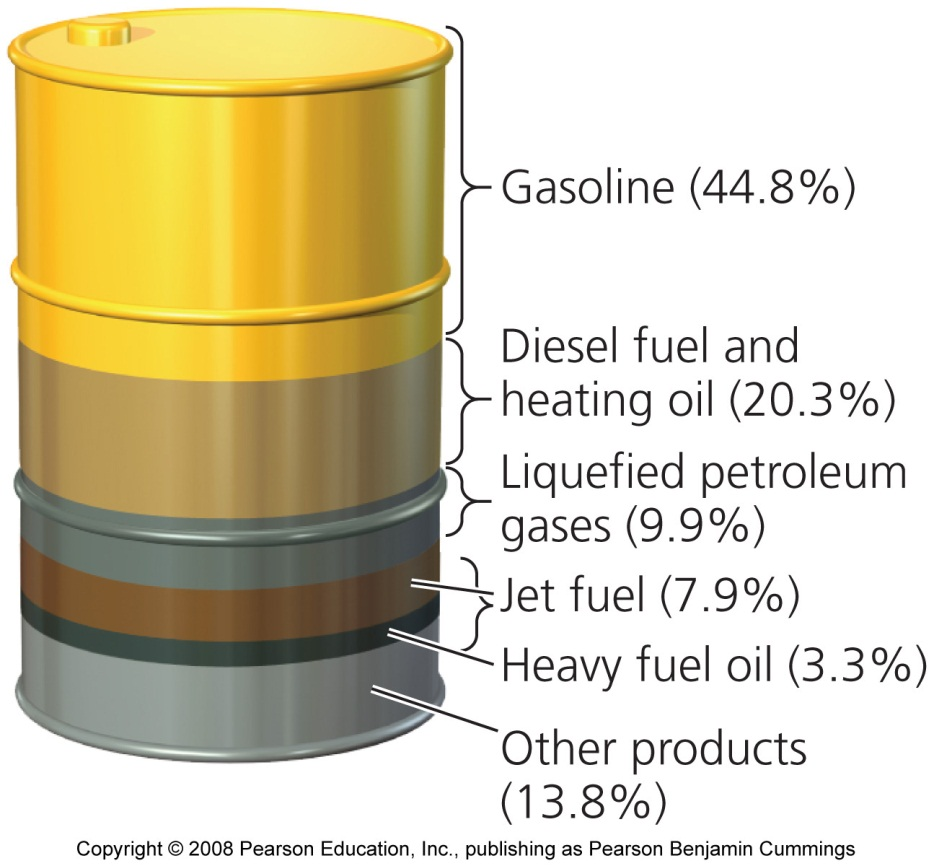 Gasoline (44.8%)
Diesel fuel and
heating oil (20.3%)
Liquefied petroleum
gases (9.9%)
Jet fuel (7.9%)
Heavy fuel oil (3.3%)
Other products
(13.8%)
Copyright © 2008 Pearson Education, Inc., publishing as Pearson Benjamin Cummings